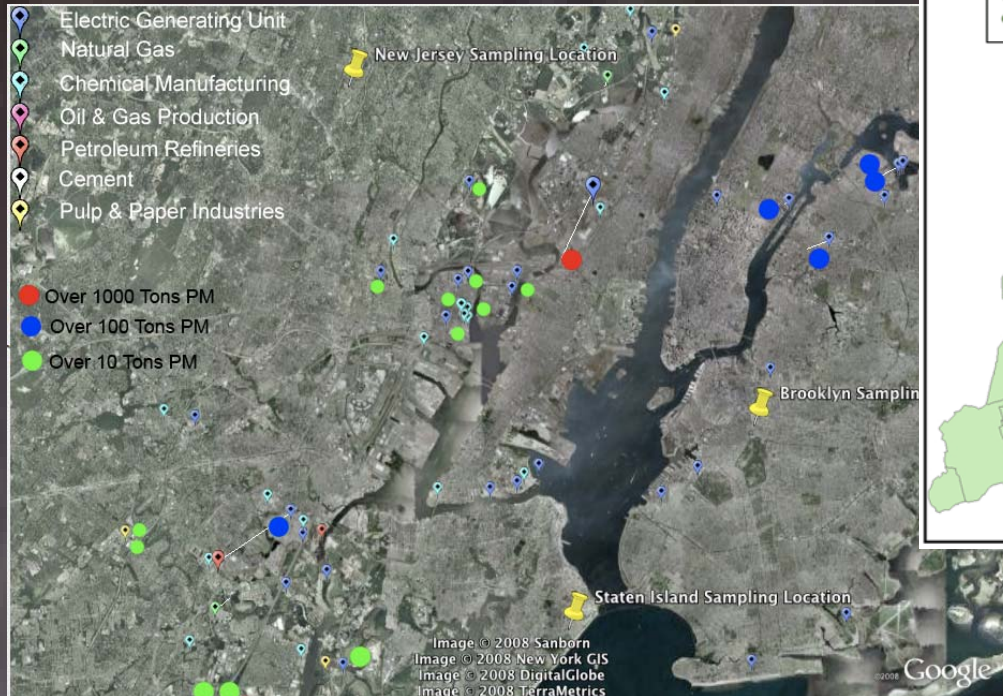 Electric Generating Unit
Natural Gas
Chemical Manufacturing
Oil & Gas Production
Petroleum Refineries
Cement
Pulp & Paper Industries
Over 1000 Tons PM
Over 100 Tons PM
Over 10 Tons PM
New Jersey Sampling Location
Brooklyn Samplin
Staten Island Sampling Location
Image © 2008 Sanborn
Image © 2008 New York GIS
Image © 2008 DigitalGlobe
Image © 2008 TerraMetrics
©2008 Google